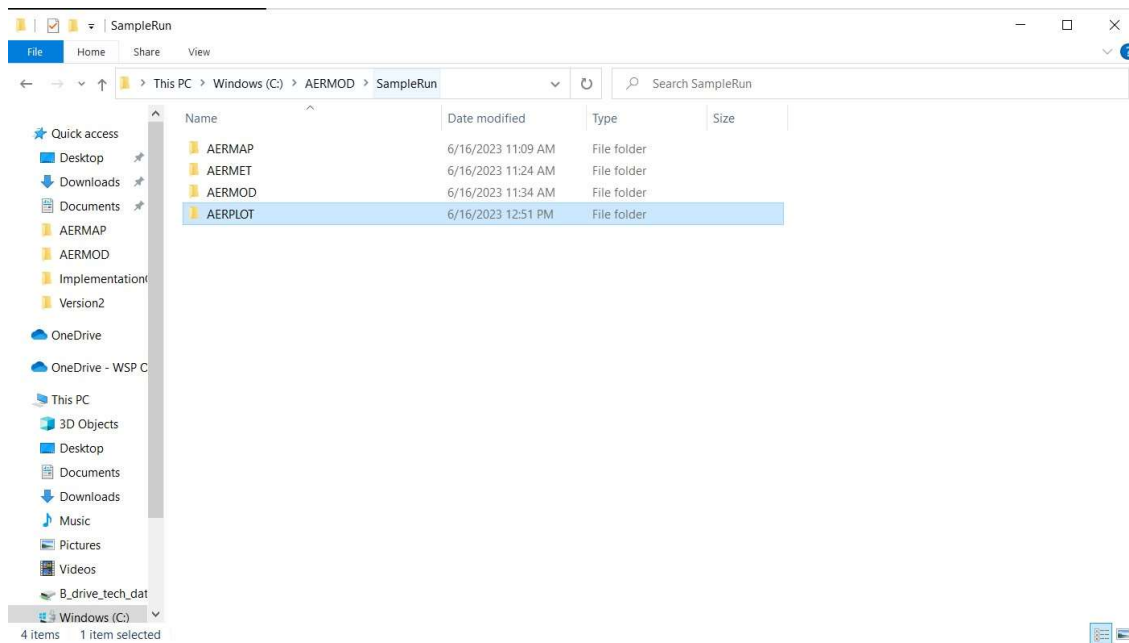 SampleRun
File Home Share View
This PC > Windows (C:) > AERMOD > SampleRun
Search SampleRun
Name Date modified Type Size
Quick access
Desktop
Downloads
Documents
AERMAP
AERMOD
Implementation
Version2
OneDrive
OneDrive - WSP O
This PC
3D Objects
Desktop
Documents
Downloads
Music
Pictures
Videos
B_drive_tech_dat
Windows (C:)
AERMAP 6/16/2023 11:09 AM File folder
AERMET 6/16/2023 11:24 AM File folder
AERMOD 6/16/2023 11:34 AM File folder
AERPLOT 6/16/2023 12:51 PM File folder
4 items 1 item selected